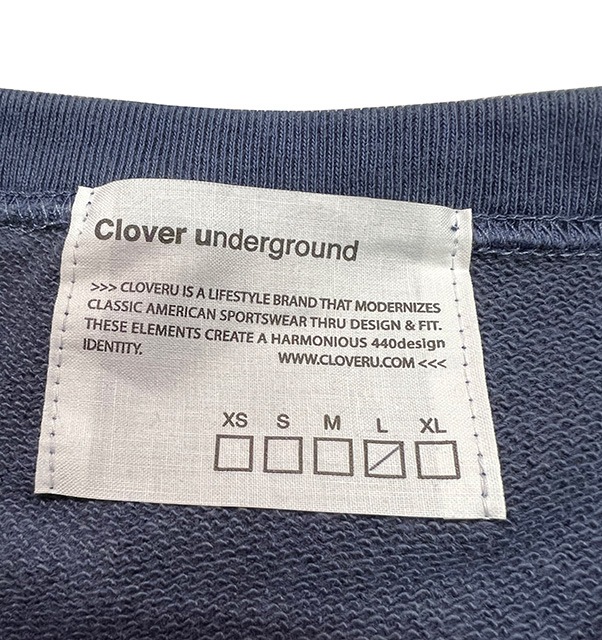 Clover underground
>>> CLOVERU IS A LIFESTYLE BRAND THAT MODERNIZES
CLASSIC AMERICAN SPORTSWEAR THRU DESIGN & FIT.
THESE ELEMENTS CREATE A HARMONIOUS 440design
IDENTITY. WWW.CLOVERU.COM <<<
XS S M L XL